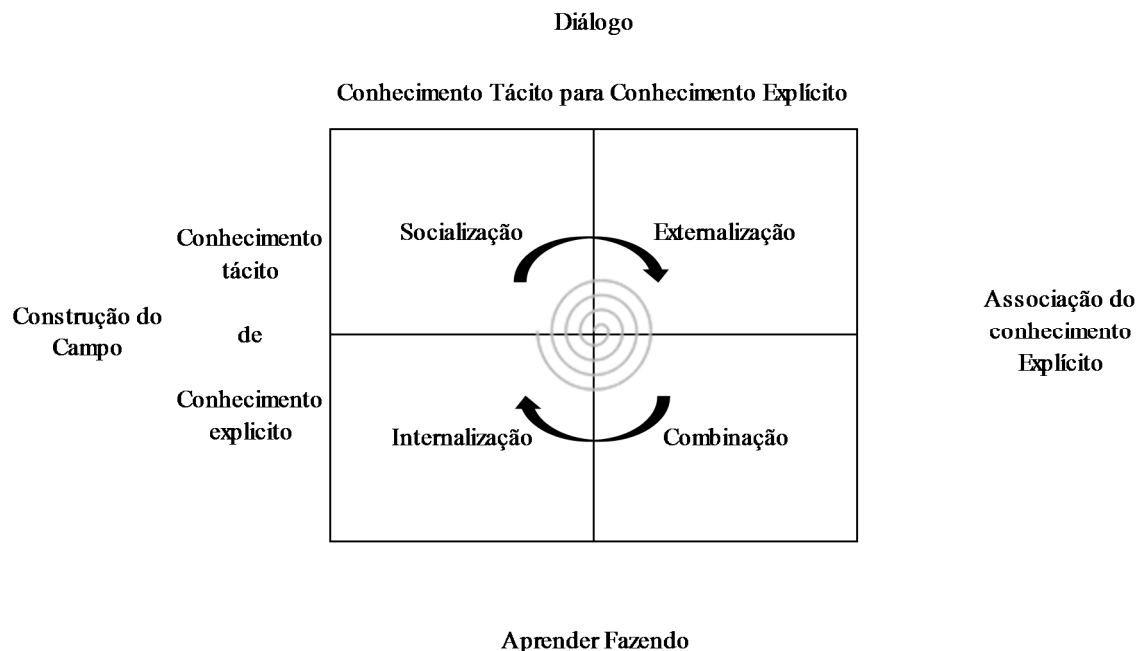 Diálogo
Conhecimento Tácito para Conhecimento Explícito
Socialização
Externalização
Conhecimento
tácito
de
Conhecimento
explicito
Construção do
Campo
Associação do
conhecimento
Explícito
Internalização
Combinação
Aprender Fazendo